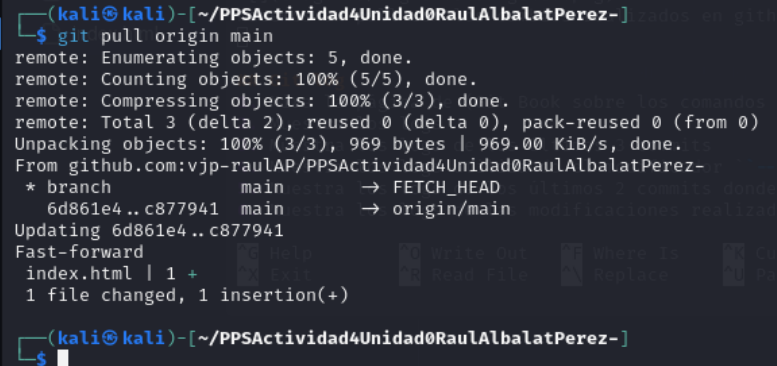 ┌──(kali㉿kali)-[~/PPSActividad4Unidad0RaulAlbalatPerez-]
└─$ git pull origin main
remote: Enumerating objects: 5, done.
remote: Counting objects: 100% (5/5), done.
remote: Compressing objects: 100% (3/3), done.
remote: Total 3 (delta 2), reused 0 (delta 0), pack-reused 0 (from 0)
Unpacking objects: 100% (3/3), 969 bytes | 969.00 KiB/s, done.
From github.com:vjp-raulAP/PPSActividad4Unidad0RaulAlbalatPerez-
 * branch            main       -> FETCH_HEAD
   6d861e4..c877941  main       -> origin/main
Updating 6d861e4..c877941
Fast-forward
 index.html | 1 +
 1 file changed, 1 insertion(+)
┌──(kali㉿kali)-[~/PPSActividad4Unidad0RaulAlbalatPerez-]
└─$